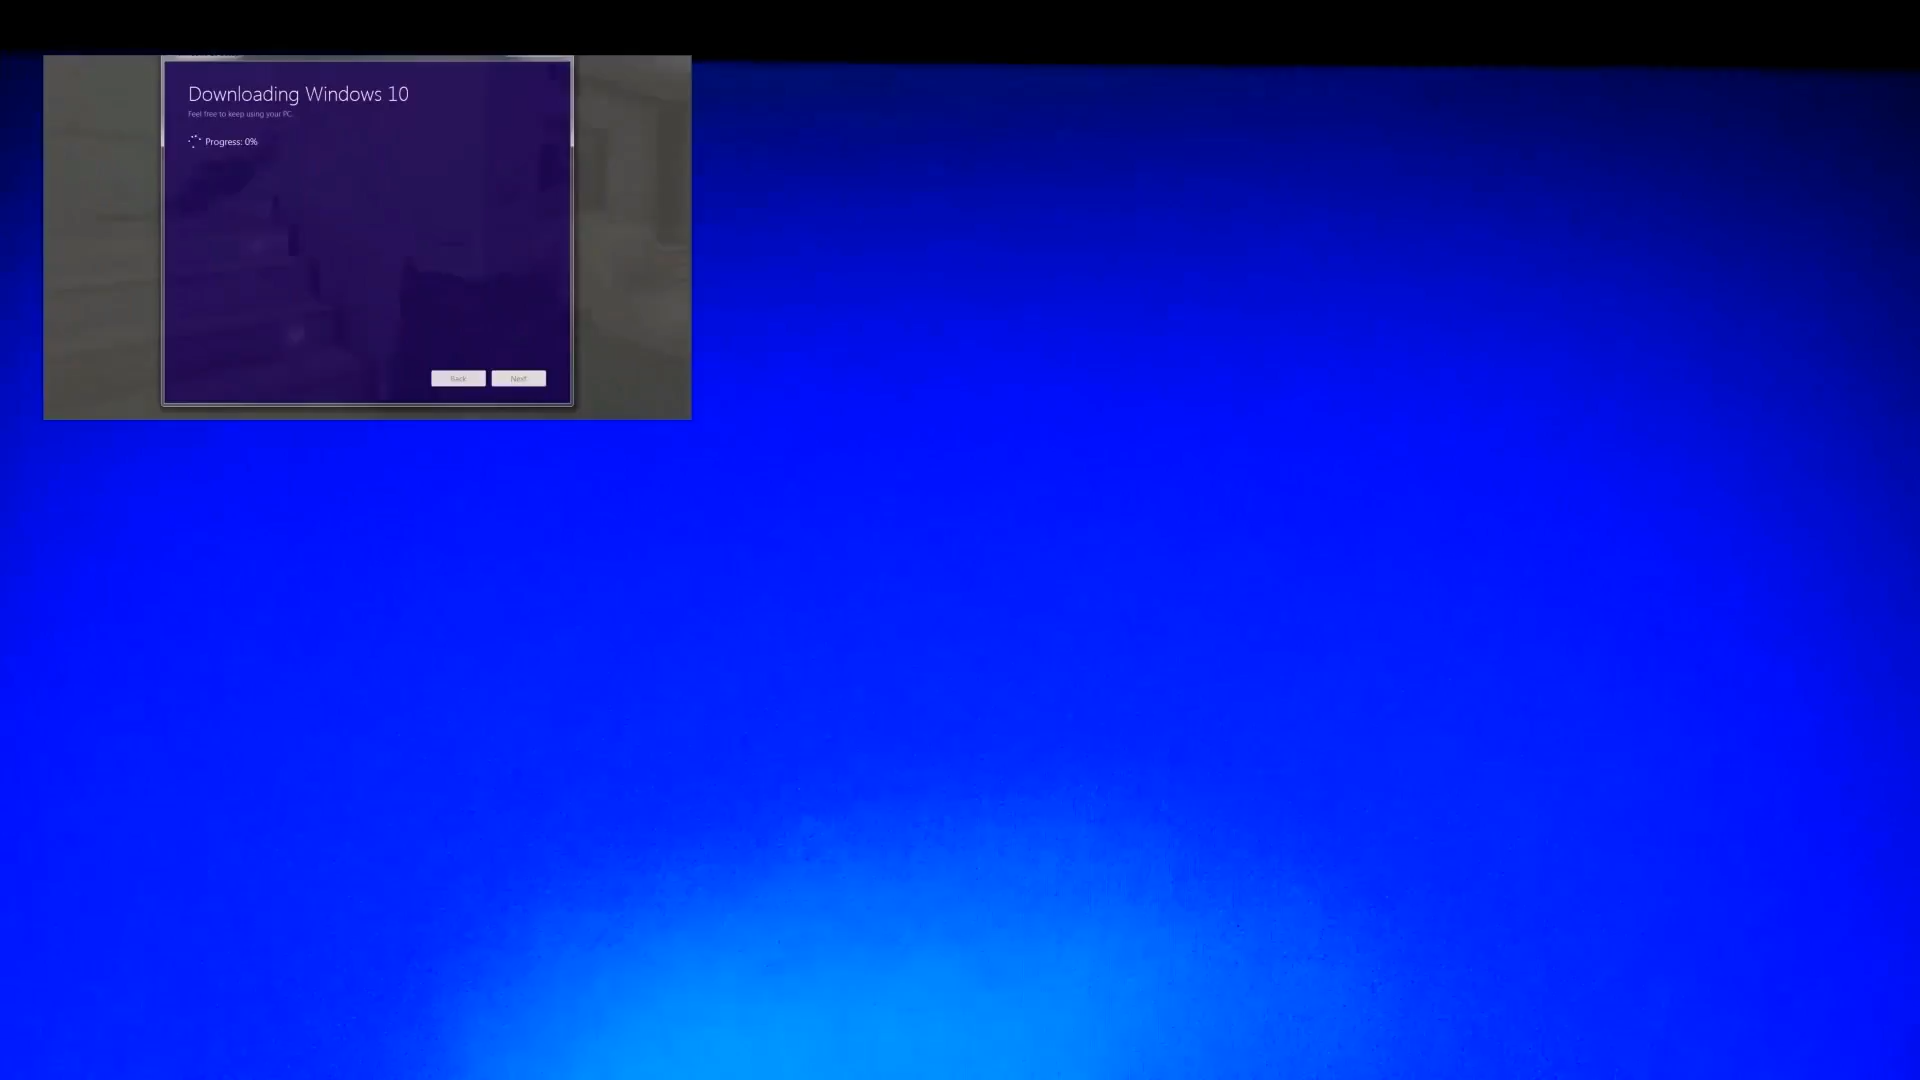 Downloading Windows 10
Feel free to keep using your PC.
Progress: 0%
Back
Next